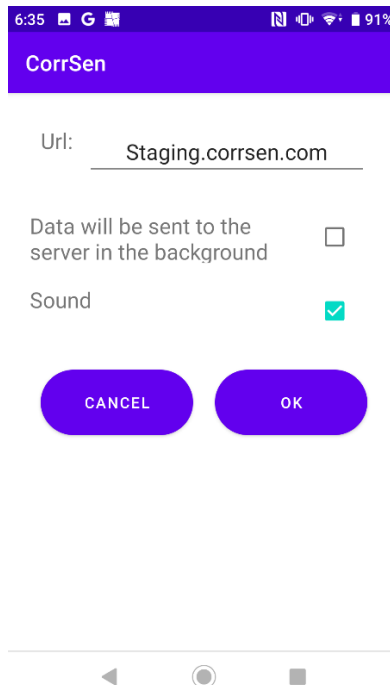 6:35 G 91%
CorrSen
Url: Staging.corrsen.com
Data will be sent to the
server in the background
Sound
CANCEL OK